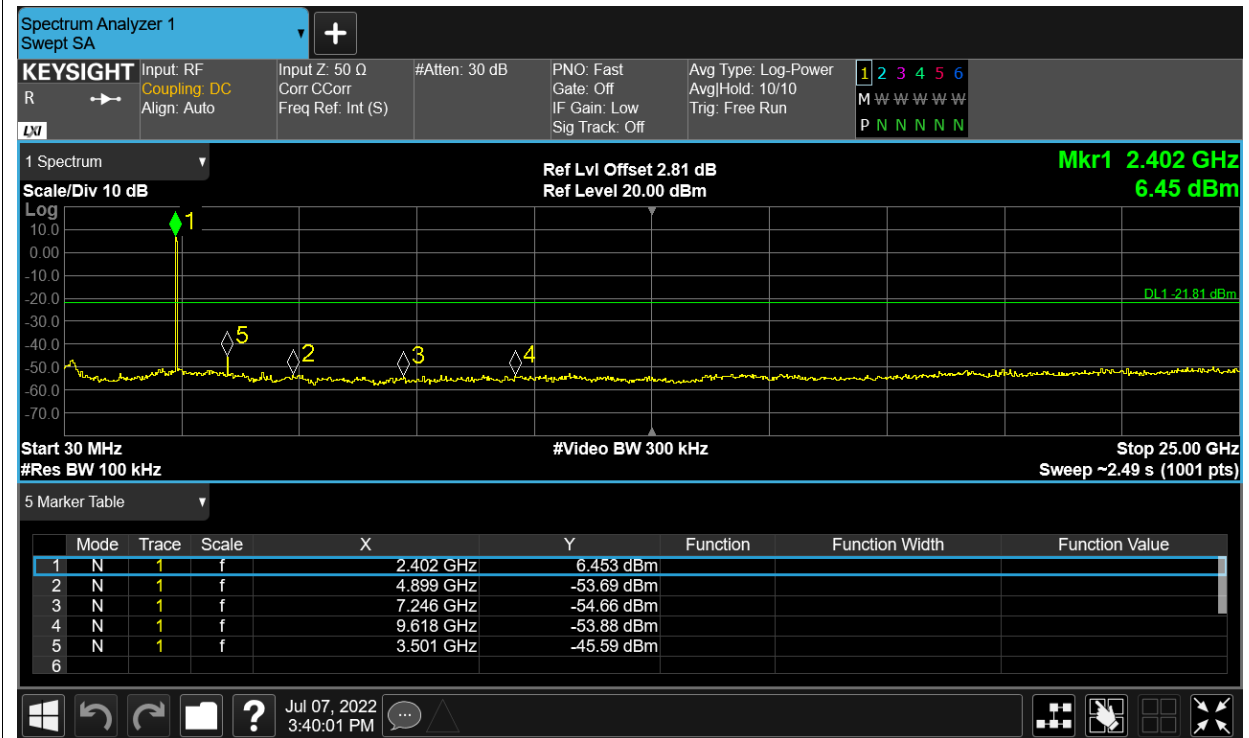 Spectrum Analyzer 1
Swept SA
KEYSIGHT
R
LXI
Input: RF
Coupling: DC
Align: Auto
Input Z: 50 Ω
Corr CCorr
Freq Ref: Int (S)
#Atten: 30 dB
PNO: Fast
Gate: Off
IF Gain: Low
Sig Track: Off
Avg Type: Log-Power
Avg|Hold: 10/10
Trig: Free Run
1 2 3 4 5 6
M W W W W W
P N N N N N
1 Spectrum
Scale/Div 10 dB
Ref Lvl Offset 2.81 dB
Ref Level 20.00 dBm
Mkr1 2.402 GHz
6.45 dBm
Log
10.0
0.00
-10.0
-20.0
-30.0
-40.0
-50.0
-60.0
-70.0
1
5
2
3
4
DL1 -21.81 dBm
Start 30 MHz
#Res BW 100 kHz
#Video BW 300 kHz
Stop 25.00 GHz
Sweep ~2.49 s (1001 pts)
5 Marker Table
Mode Trace Scale X Y Function Function Width Function Value
1 N 1 f 2.402 GHz 6.453 dBm
2 N 1 f 4.899 GHz -53.69 dBm
3 N 1 f 7.246 GHz -54.66 dBm
4 N 1 f 9.618 GHz -53.88 dBm
5 N 1 f 3.501 GHz -45.59 dBm
6
?
Jul 07, 2022
3:40:01 PM